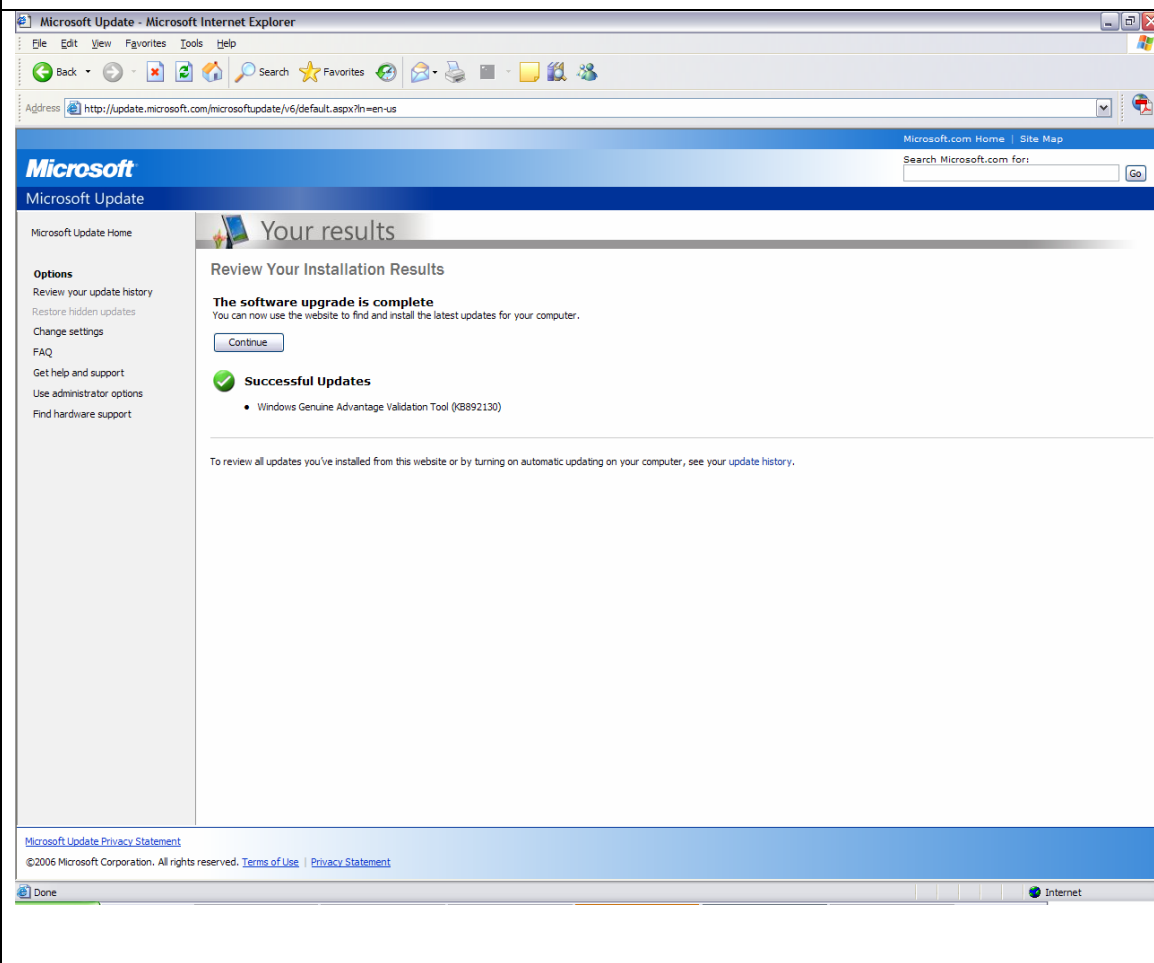 Microsoft Update - Microsoft Internet Explorer
File Edit View Favorites Tools Help
Back Search Favorites
Address http://update.microsoft.com/microsoftupdate/v6/default.aspx?ln=en-us
Microsoft.com Home | Site Map
Microsoft
Search Microsoft.com for:
Go
Microsoft Update
Microsoft Update Home
Options
Review your update history
Restore hidden updates
Change settings
FAQ
Get help and support
Use administrator options
Find hardware support
Your results
Review Your Installation Results
The software upgrade is complete
You can now use the website to find and install the latest updates for your computer.
Continue
Successful Updates
• Windows Genuine Advantage Validation Tool (KB892130)
To review all updates you've installed from this website or by turning on automatic updating on your computer, see your update history.
Microsoft Update Privacy Statement
©2006 Microsoft Corporation. All rights reserved. Terms of Use | Privacy Statement
Done Internet